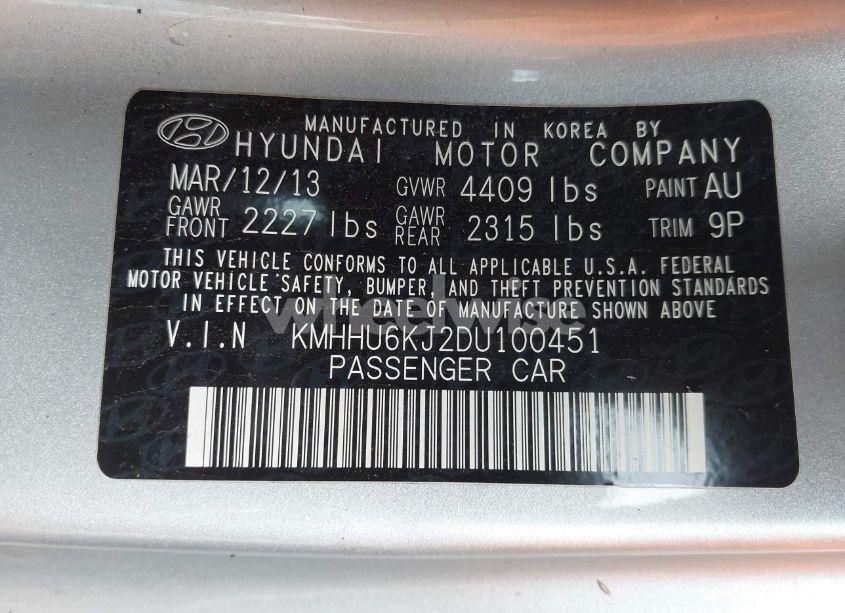 MANUFACTURED IN KOREA BY
HYUNDAI MOTOR COMPANY
MAR/12/13 GVWR 4409 lbs PAINT AU
GAWR FRONT 2227 lbs GAWR REAR 2315 lbs TRIM 9P
THIS VEHICLE CONFORMS TO ALL APPLICABLE U.S.A. FEDERAL
MOTOR VEHICLE SAFETY, BUMPER, AND THEFT PREVENTION STANDARDS
IN EFFECT ON THE DATE OF MANUFACTURE SHOWN ABOVE
wheelwise
V.I.N KMHHU6KJ2DU100451
PASSENGER CAR